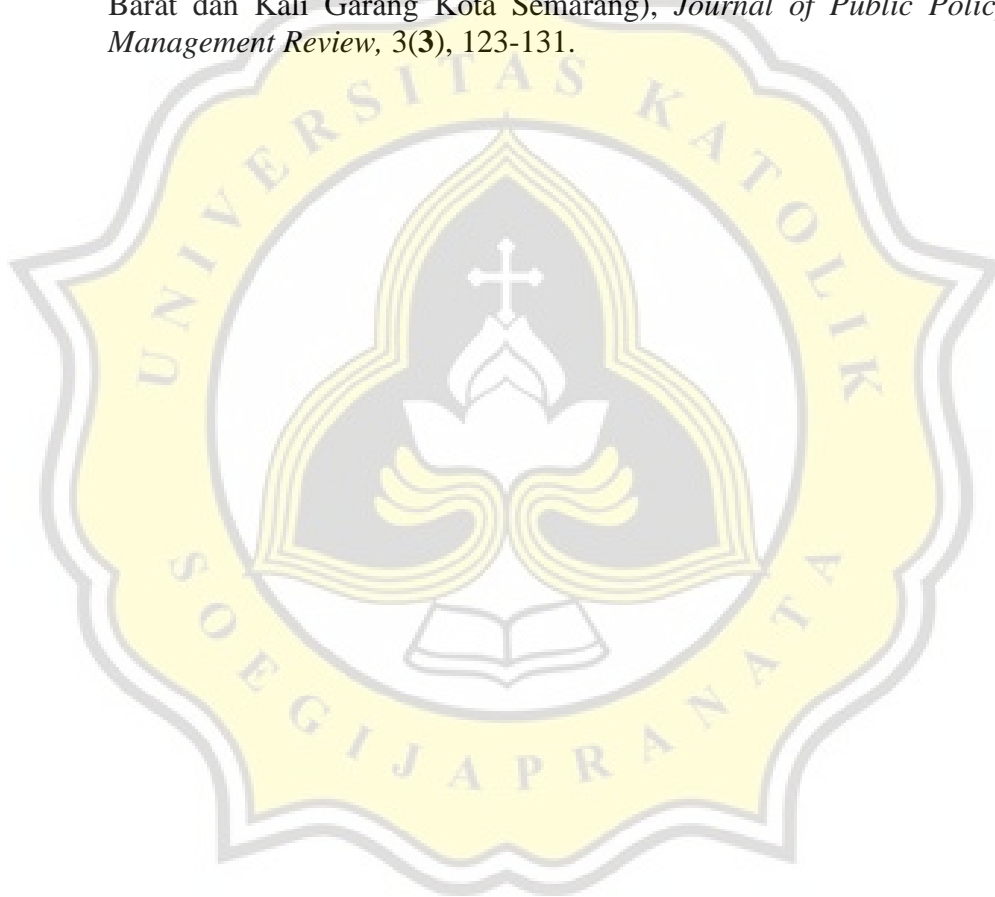 Barat dan Kali Garang Kota Semarang), Journal of Public Polic
Management Review, 3(3), 123-131.
UNIVERSITAS KATOLIK
SOEGIJAPRANATA